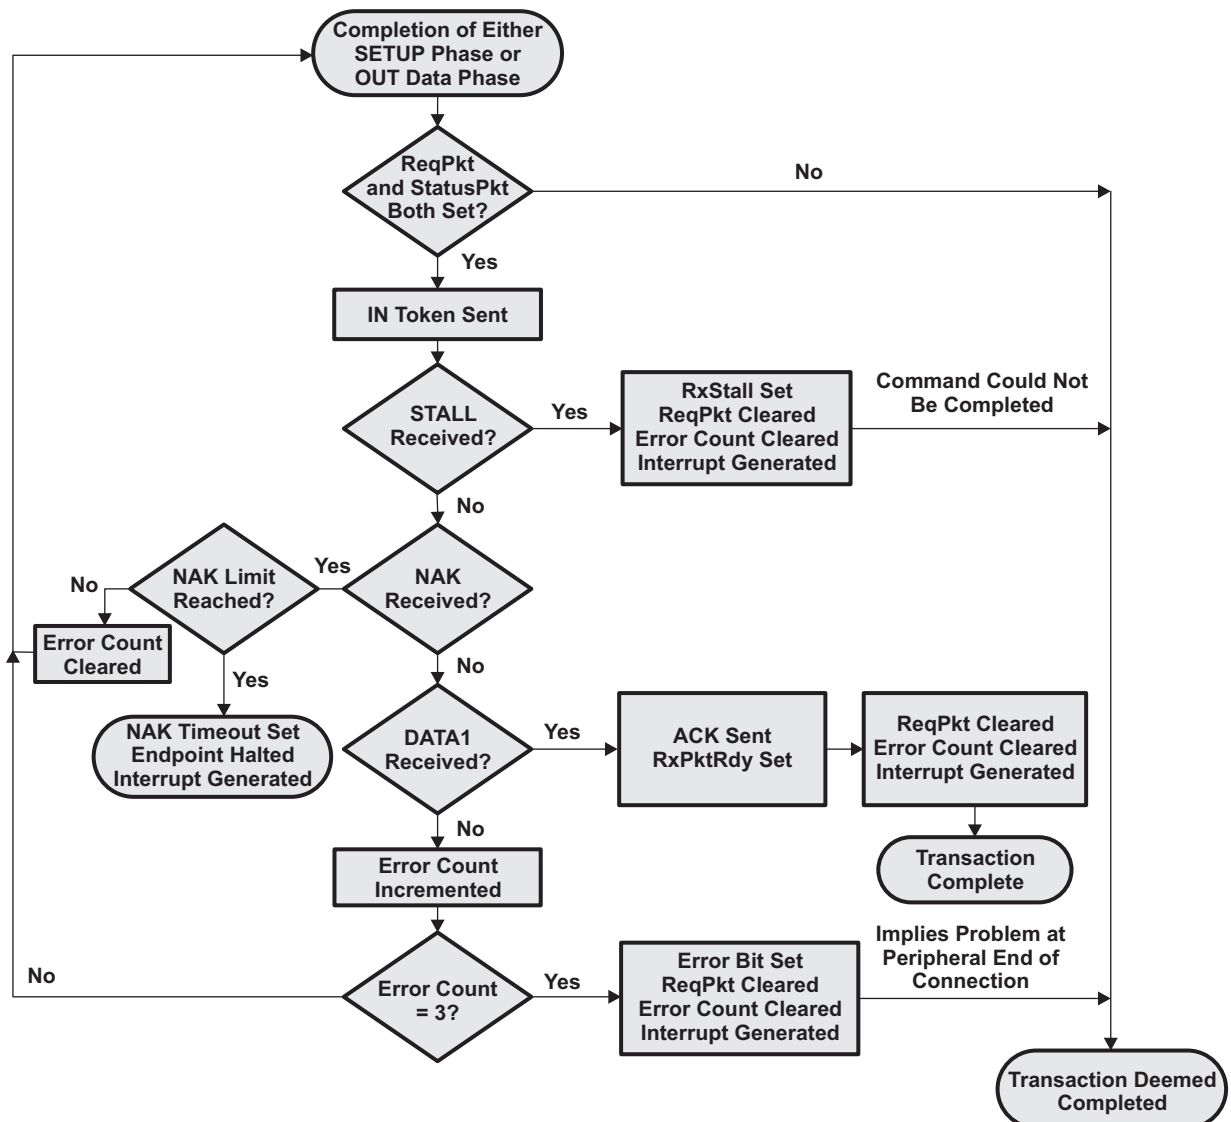 Completion of Either
SETUP Phase or
OUT Data Phase
ReqPkt
and StatusPkt
Both Set?
No
Yes
IN Token Sent
STALL
Received?
Yes
RxStall Set
ReqPkt Cleared
Error Count Cleared
Interrupt Generated
Command Could Not
Be Completed
No
NAK
Received?
Yes
NAK Limit
Reached?
No
Error Count
Cleared
Yes
NAK Timeout Set
Endpoint Halted
Interrupt Generated
No
DATA1
Received?
Yes
ACK Sent
RxPktRdy Set
ReqPkt Cleared
Error Count Cleared
Interrupt Generated
Transaction
Complete
No
Error Count
Incremented
Error Count
= 3?
No
Yes
Error Bit Set
ReqPkt Cleared
Error Count Cleared
Interrupt Generated
Implies Problem at
Peripheral End of
Connection
Transaction Deemed
Completed